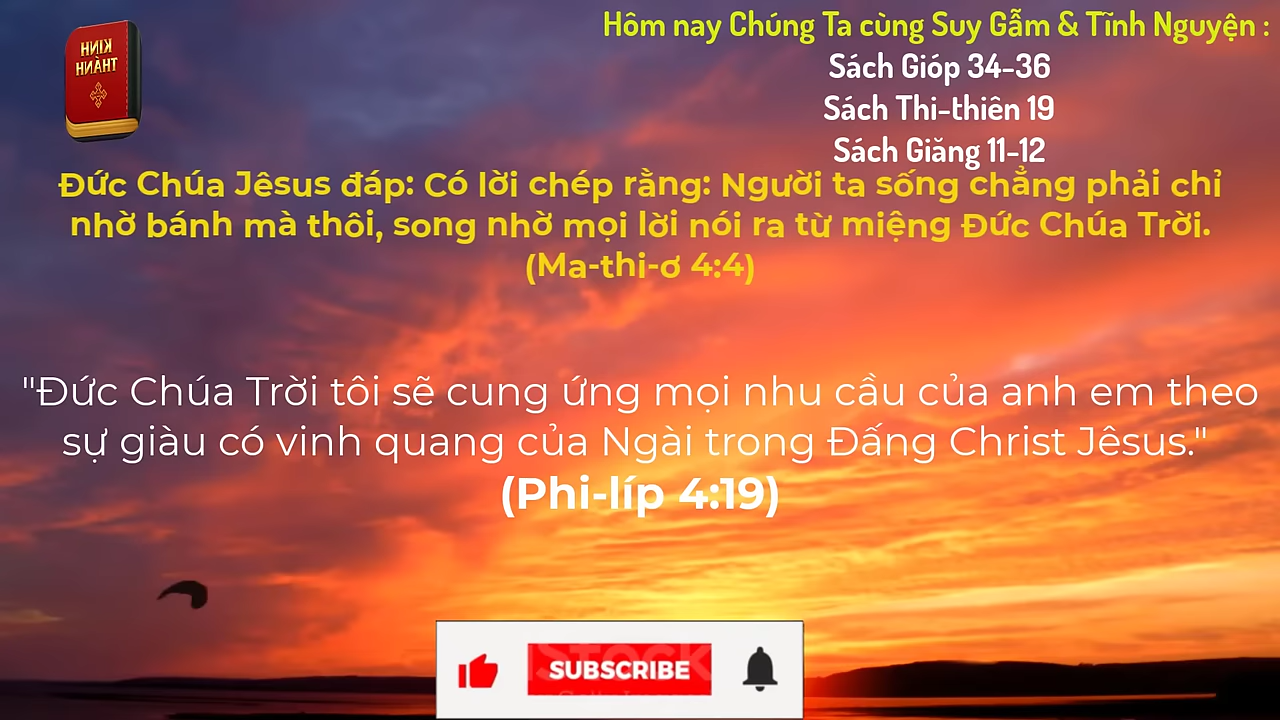 Hôm nay Chúng Ta cùng Suy Gẫm & Tĩnh Nguyện :
Sách Gióp 34-36
Sách Thi-thiên 19
Sách Giăng 11-12
KINH
THÁNH
Đức Chúa Jêsus đáp: Có lời chép rằng: Người ta sống chẳng phải chỉ
nhờ bánh mà thôi, song nhờ mọi lời nói ra từ miệng Đức Chúa Trời.
(Ma-thi-ơ 4:4)
"Đức Chúa Trời tôi sẽ cung ứng mọi nhu cầu của anh em theo
sự giàu có vinh quang của Ngài trong Đấng Christ Jêsus."
(Phi-líp 4:19)
SUBSCRIBE